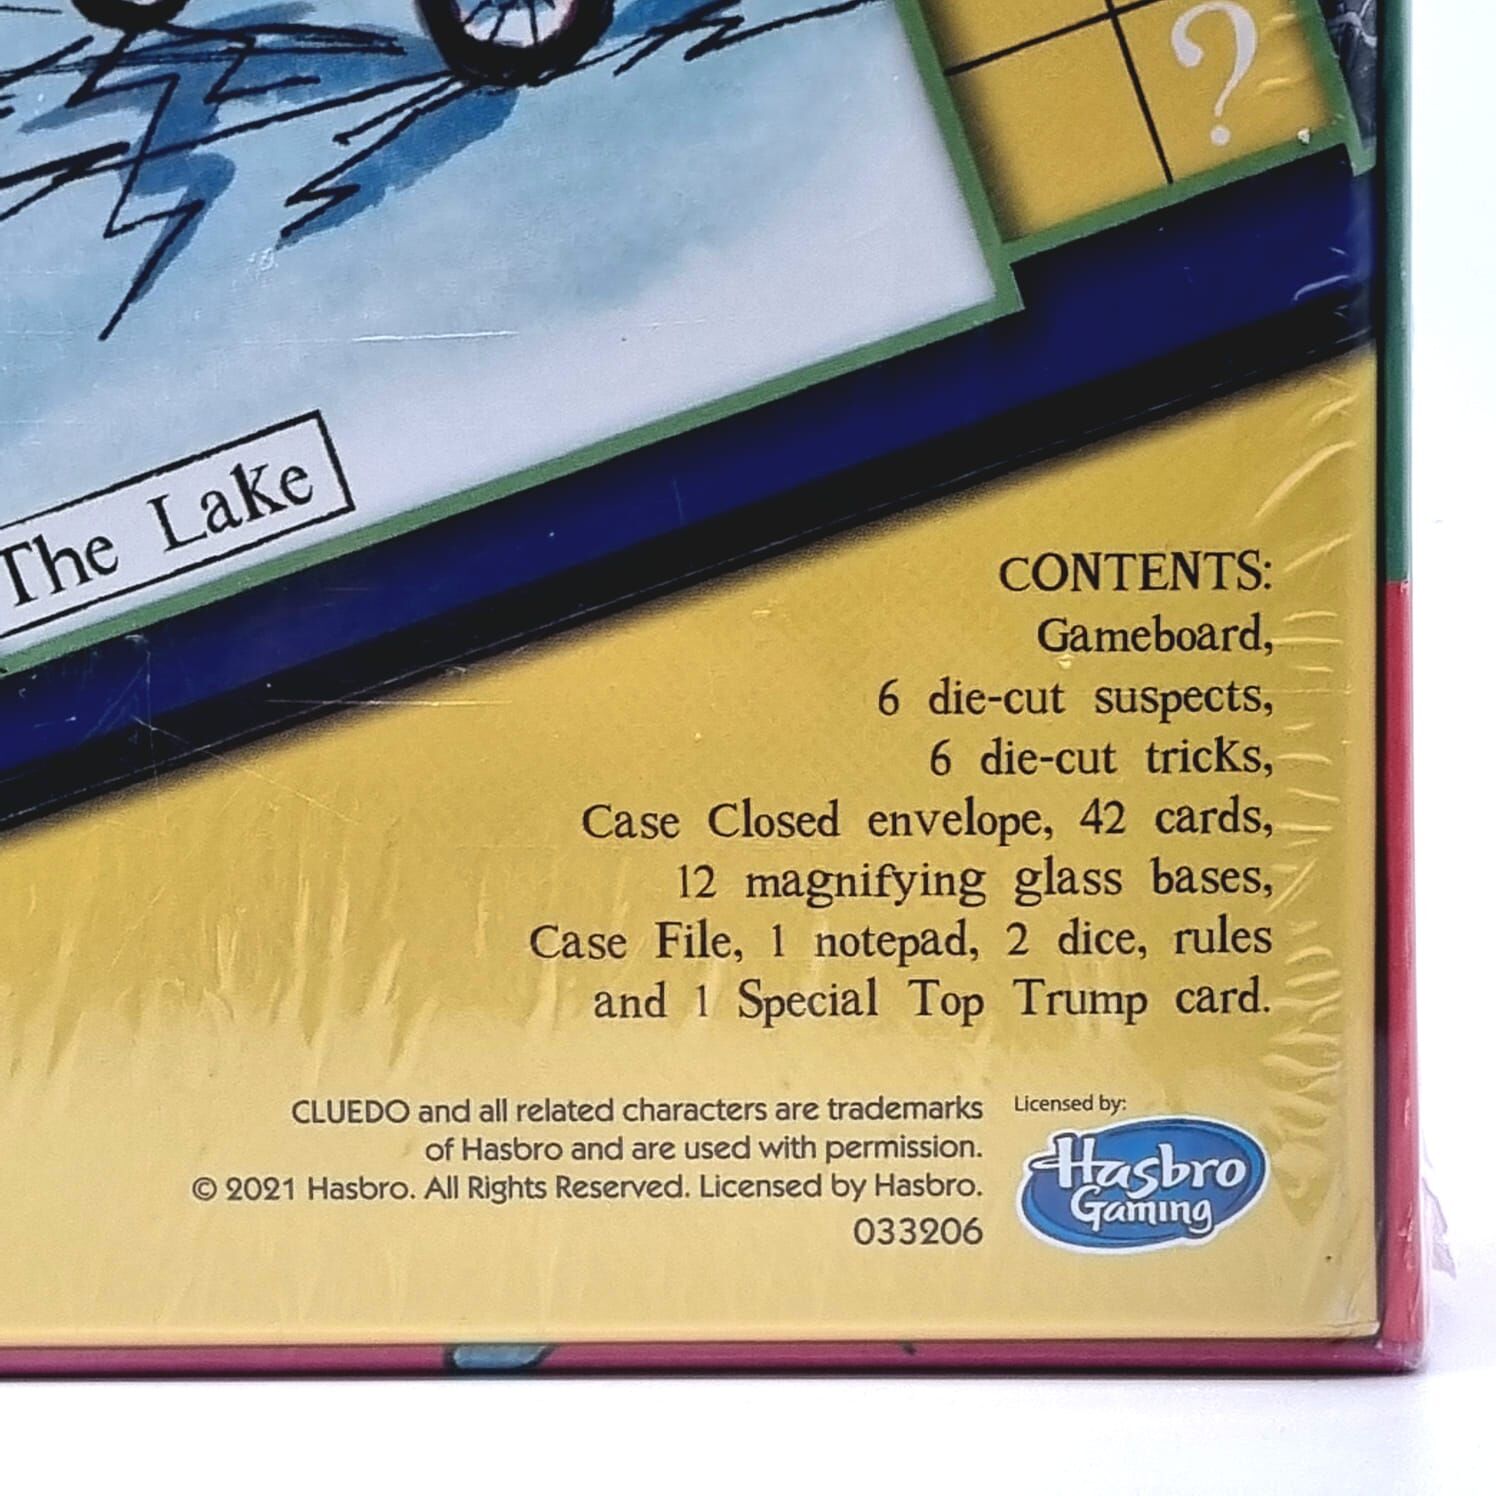 ?
The Lake
CONTENTS:
Gameboard,
6 die-cut suspects,
6 die-cut tricks,
Case Closed envelope, 42 cards,
12 magnifying glass bases,
Case File, 1 notepad, 2 dice, rules
and 1 Special Top Trump card.
CLUEDO and all related characters are trademarks
of Hasbro and are used with permission.
© 2021 Hasbro. All Rights Reserved. Licensed by Hasbro.
033206
Licensed by:
Hasbro
Gaming